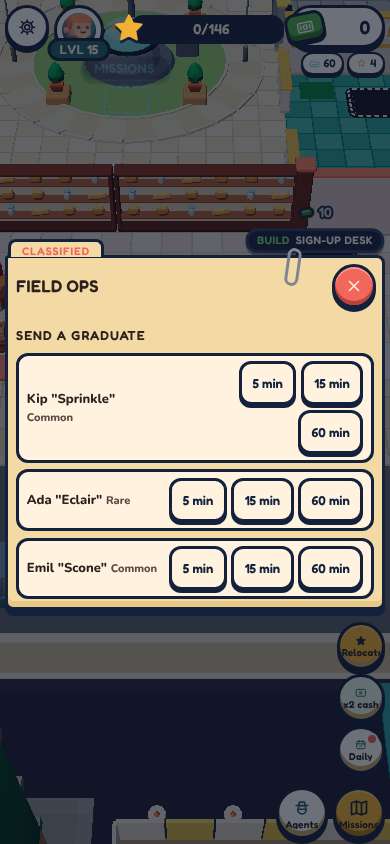 LVL 15
0/146
0
60
4
MISSIONS
10
BUILD SIGN-UP DESK
CLASSIFIED
FIELD OPS
SEND A GRADUATE
Kip "Sprinkle"
Common
5 min
15 min
60 min
Ada "Eclair" Rare
5 min
15 min
60 min
Emil "Scone" Common
5 min
15 min
60 min
Relocate
x2 cash
Daily
Agents
Missions